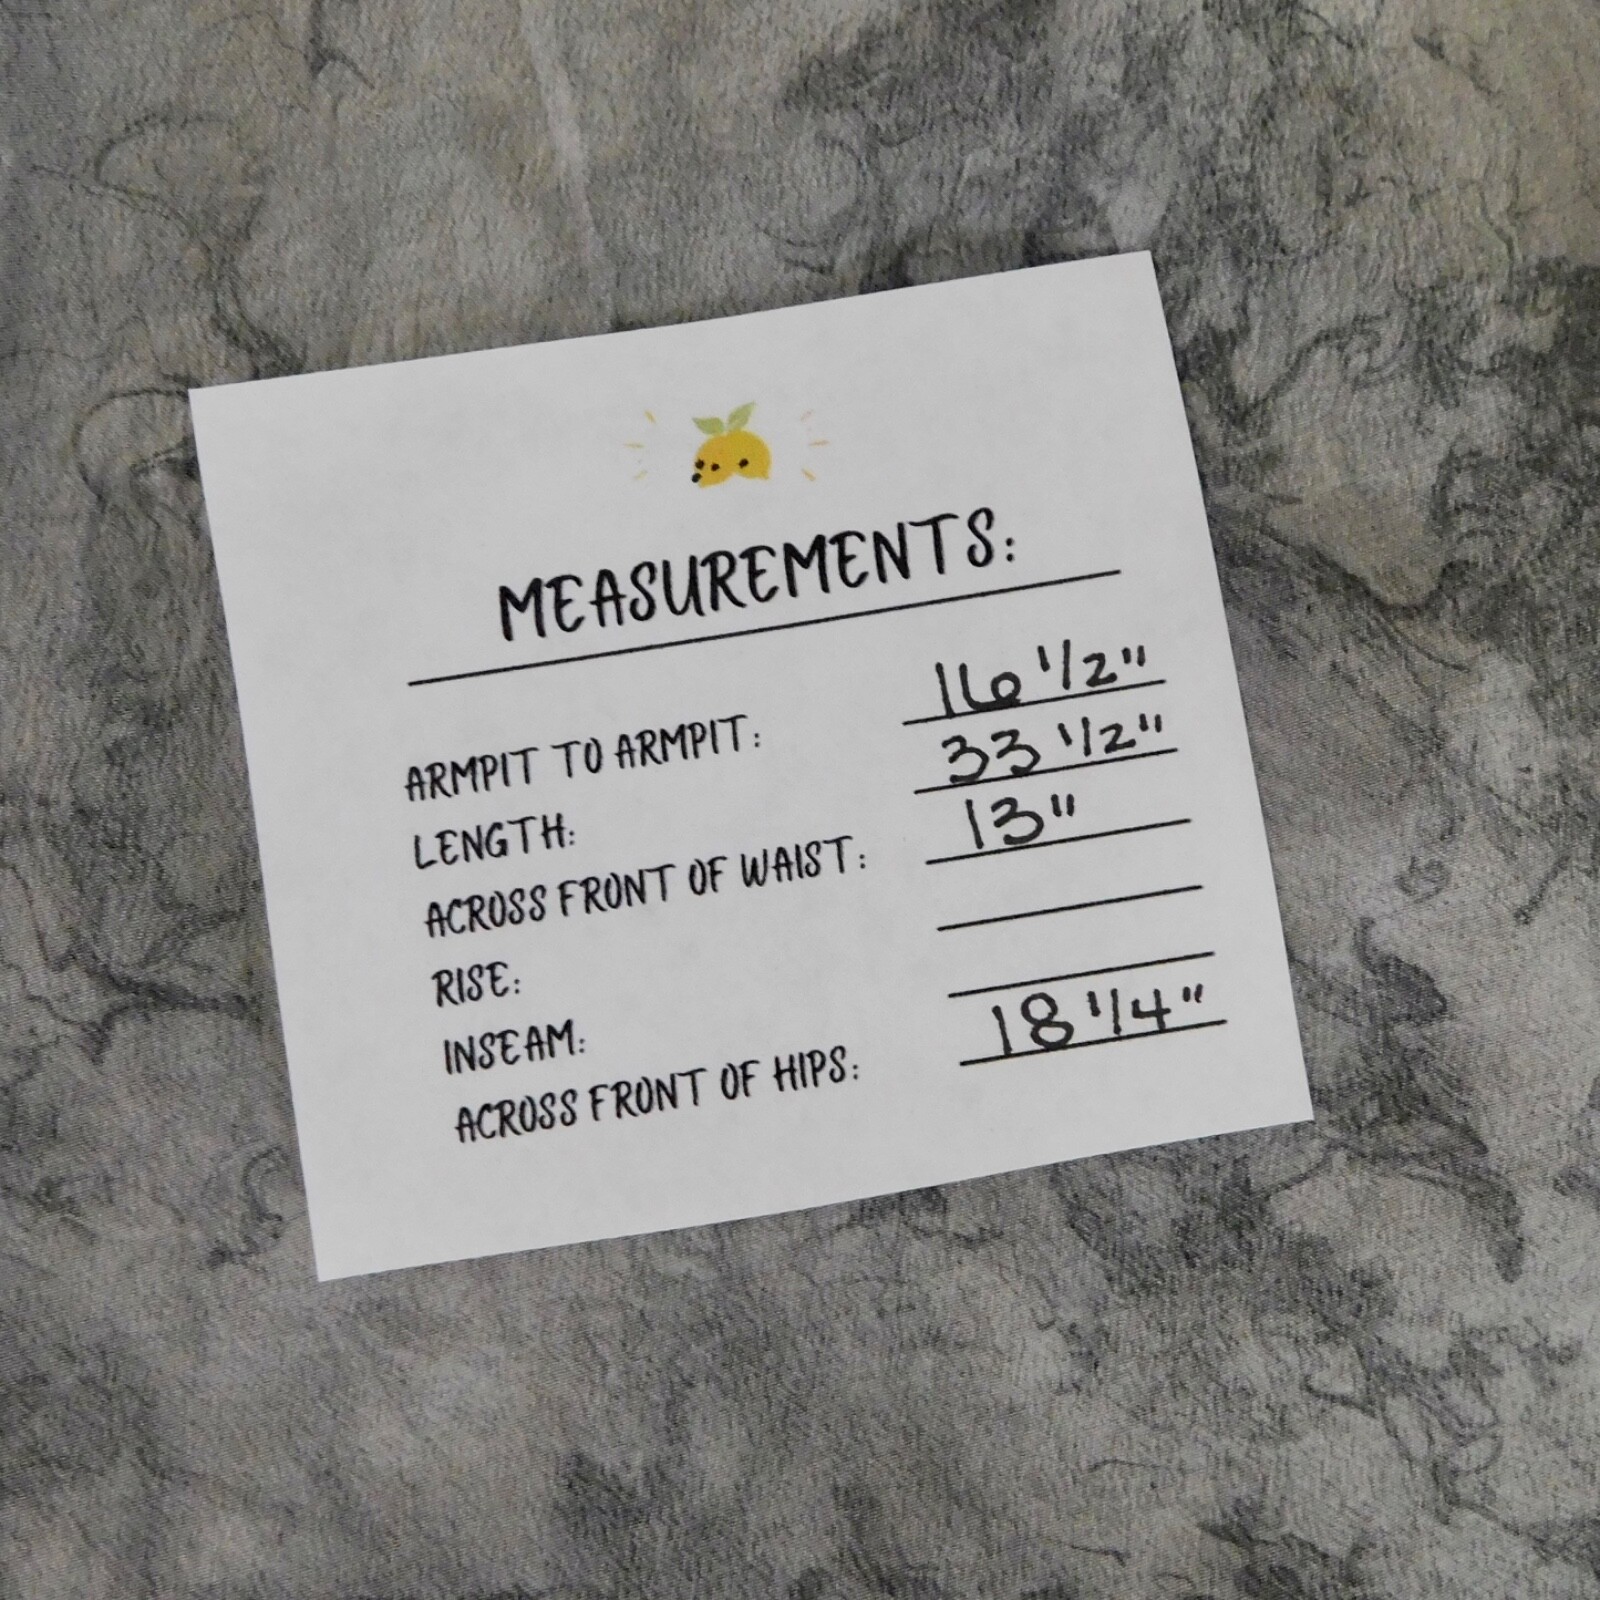 MEASUREMENTS:
ARMPIT TO ARMPIT: 16 1/2"
LENGTH: 33 1/2"
ACROSS FRONT OF WAIST: 13"
RISE:
INSEAM:
ACROSS FRONT OF HIPS: 18 1/4"